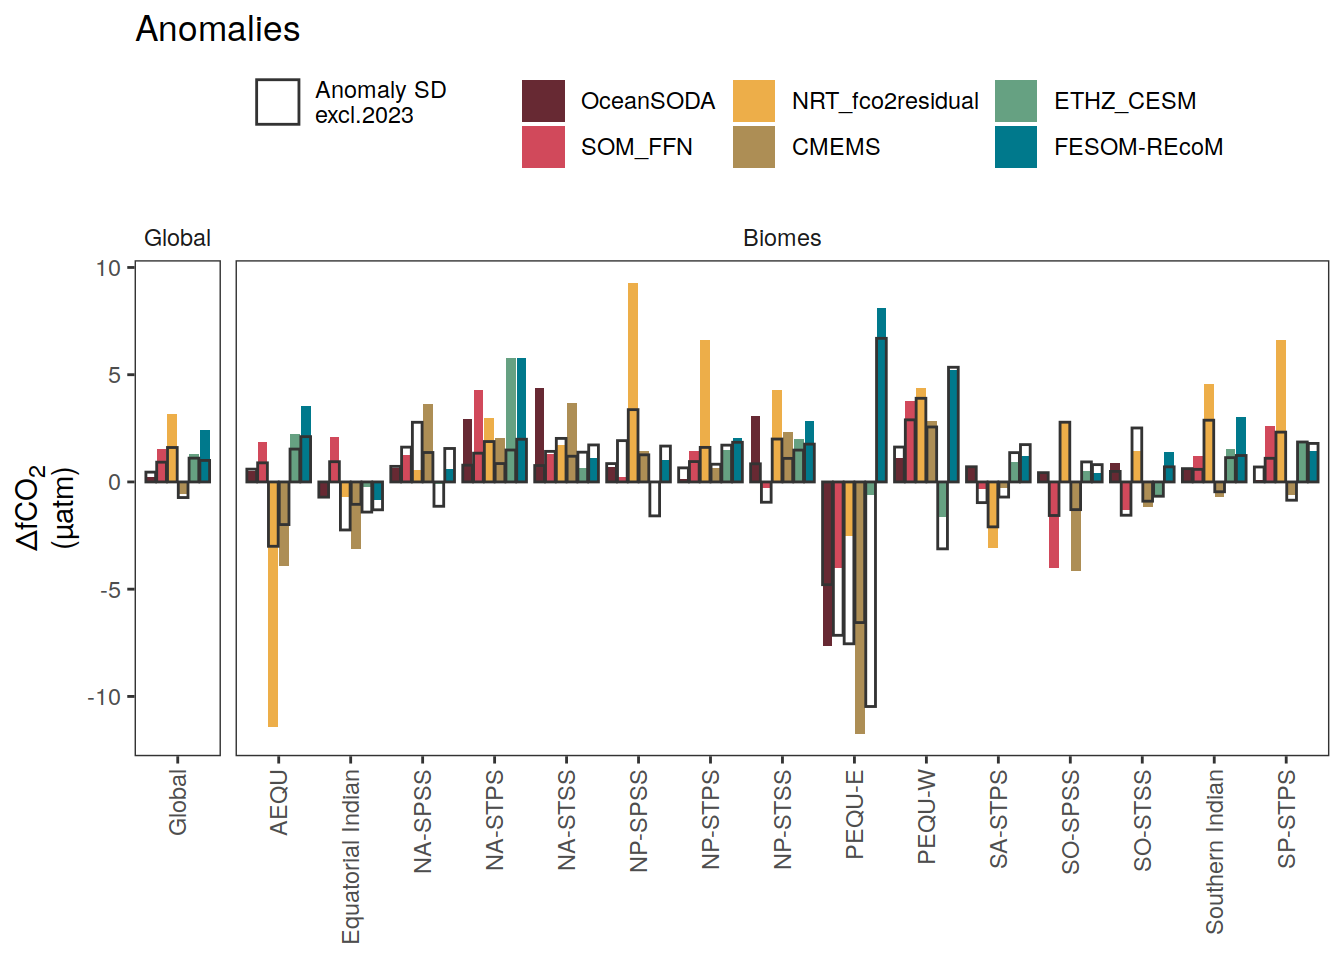 Anomalies
Anomaly SD
excl.2023
OceanSODA
NRT_fco2residual
ETHZ_CESM
SOM_FFN
CMEMS
FESOM-REcoM
Global
Biomes
ΔfCO₂
(µatm)
10
5
0
-5
-10
Global
AEQU
Equatorial Indian
NA-SPSS
NA-STPS
NA-STSS
NP-SPSS
NP-STPS
NP-STSS
PEQU-E
PEQU-W
SA-STPS
SO-SPSS
SO-STSS
Southern Indian
SP-STPS